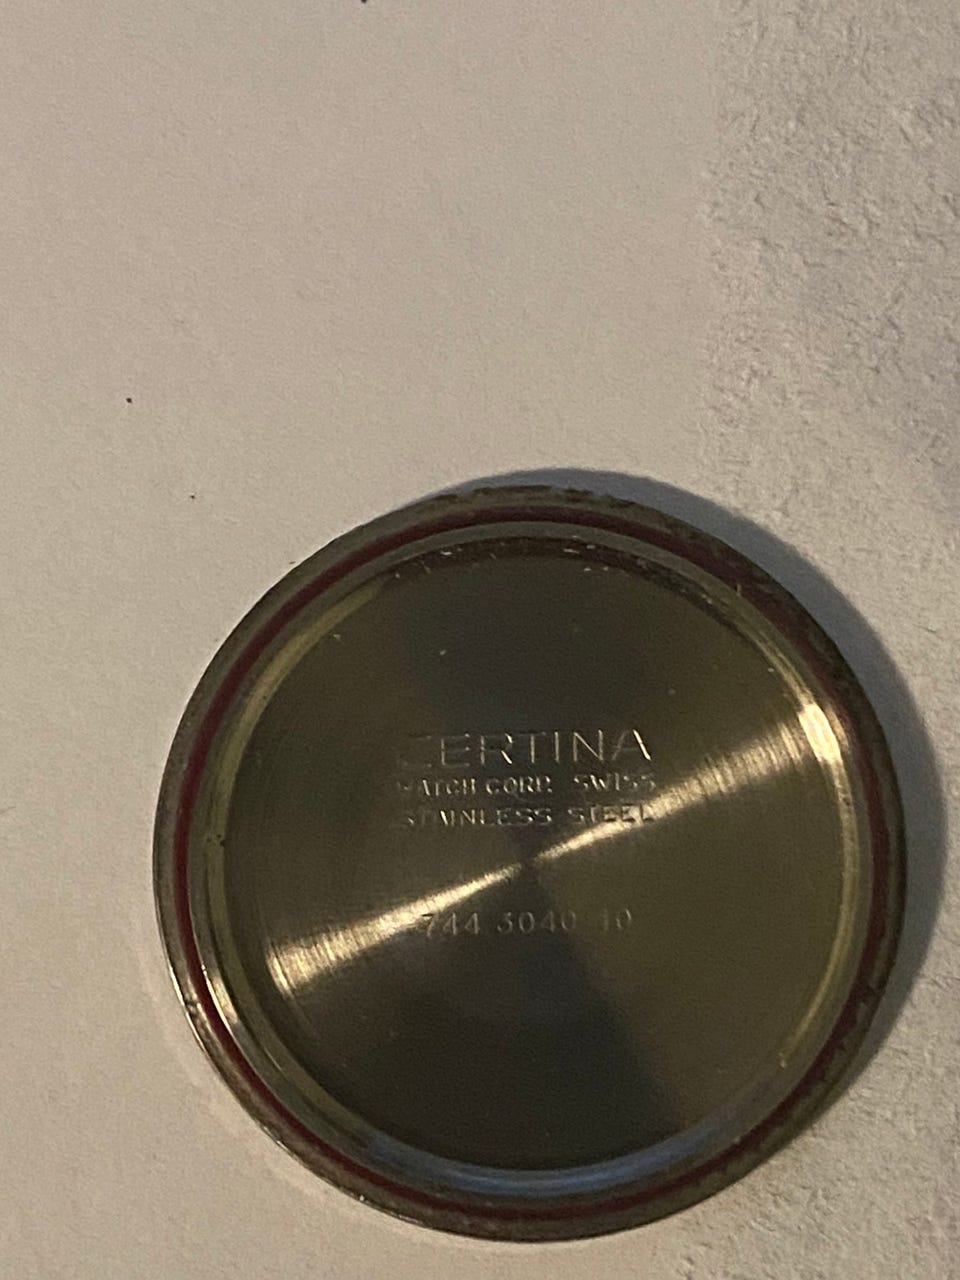 CERTINA
WATCH CORP. SWISS
STAINLESS STEEL
744 5040 10